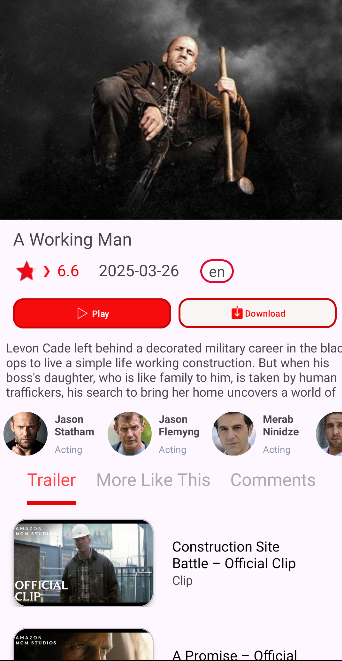 A Working Man
6.6 2025-03-26 en
Play Download
Levon Cade left behind a decorated military career in the blac
ops to live a simple life working construction. But when his
boss's daughter, who is like family to him, is taken by human
traffickers, his search to bring her home uncovers a world of
Jason
Statham
Acting
Jason
Flemyng
Acting
Merab
Ninidze
Acting
Trailer More Like This Comments
AMAZON
MGM STUDIOS
OFFICIAL
CLIP
Construction Site
Battle – Official Clip
Clip
AMAZON
MGM STUDIOS
A Promise – Official